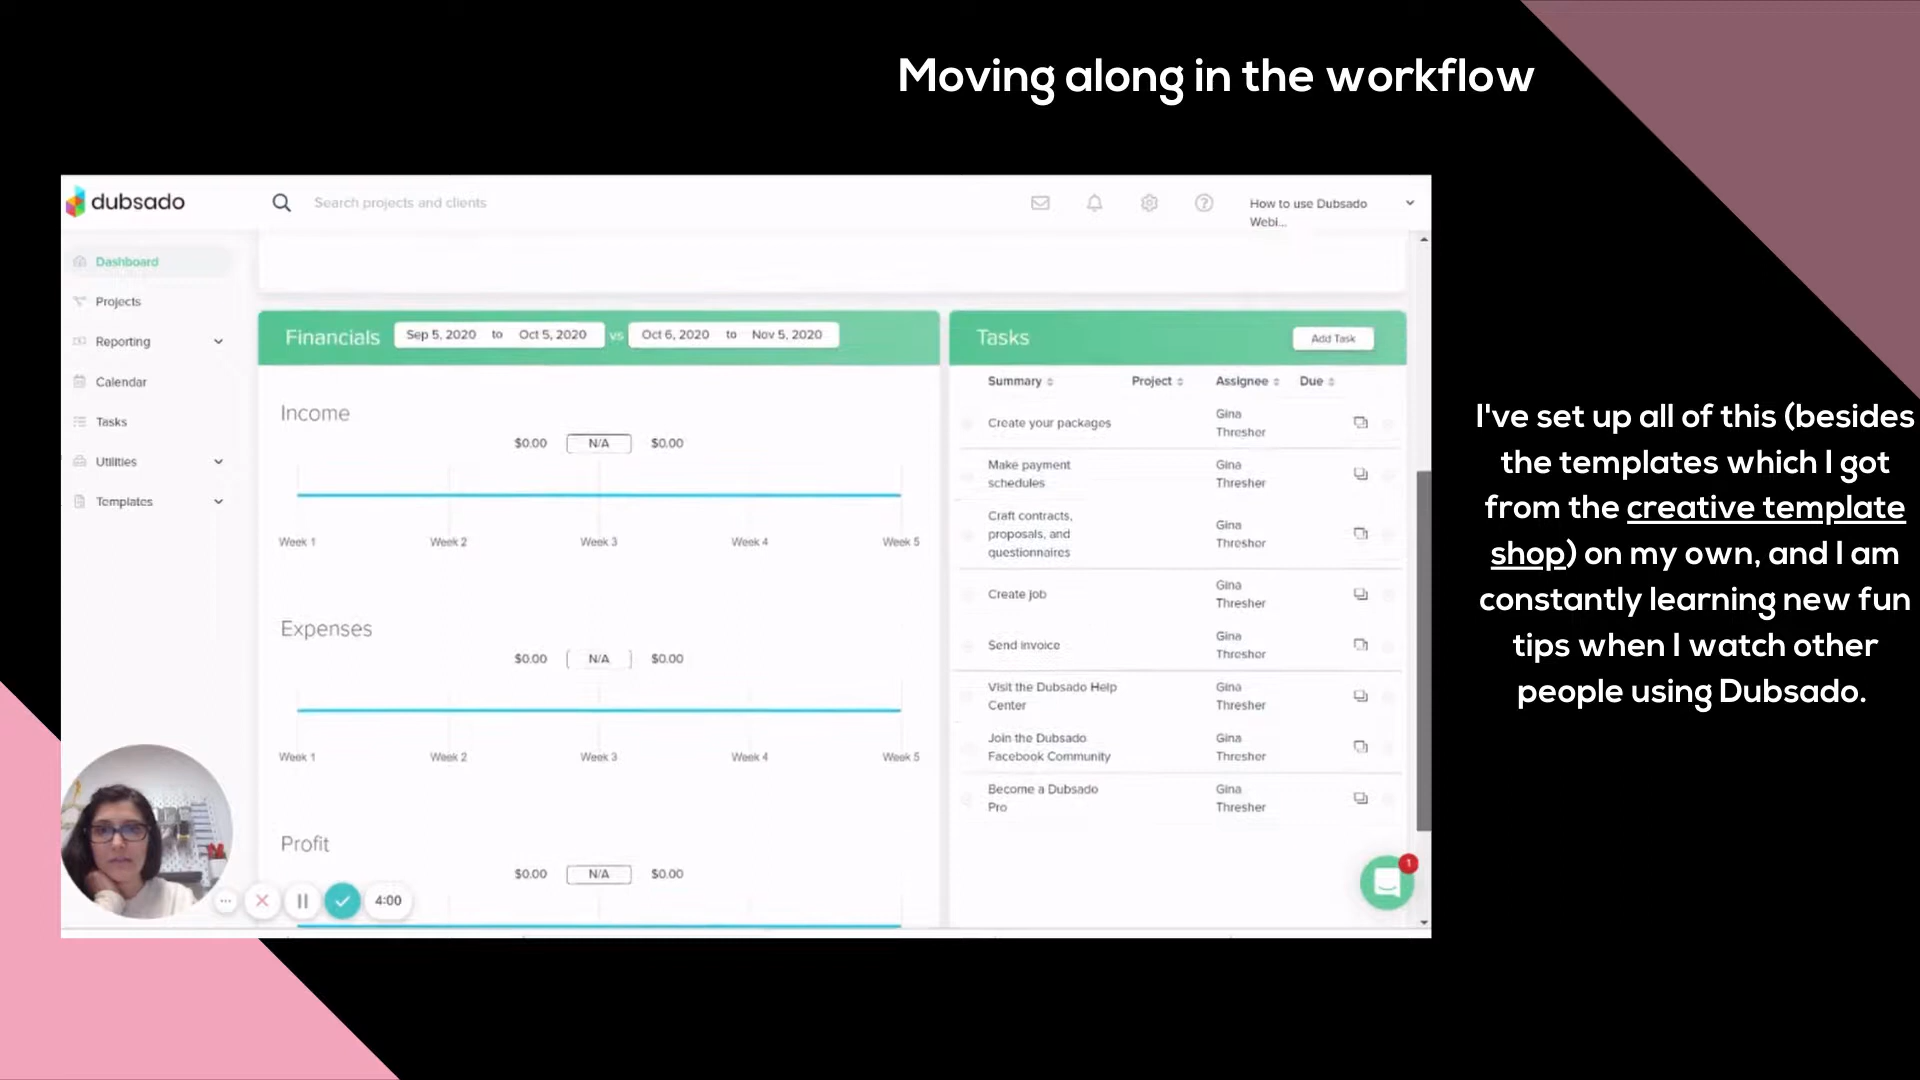 Moving along in the workflow
dubsado
Search projects and clients
How to use Dubsado
Webi...
Dashboard
Projects
Reporting
Calendar
Tasks
Utilities
Templates
Financials
Sep 5, 2020 to Oct 5, 2020 vs Oct 6, 2020 to Nov 5, 2020
Income
$0.00 N/A $0.00
Week 1 Week 2 Week 3 Week 4 Week 5
Expenses
$0.00 N/A $0.00
Week 1 Week 2 Week 3 Week 4 Week 5
Profit
$0.00 N/A $0.00
Tasks
Add Task
Summary Project Assignee Due
Create your packages
Gina
Thresher
Make payment
schedules
Gina
Thresher
Craft contracts,
proposals, and
questionnaires
Gina
Thresher
Create job
Gina
Thresher
Send invoice
Gina
Thresher
Visit the Dubsado Help
Center
Gina
Thresher
Join the Dubsado
Facebook Community
Gina
Thresher
Become a Dubsado
Pro
Gina
Thresher
1
4:00
I've set up all of this (besides
the templates which I got
from the creative template
shop) on my own, and I am
constantly learning new fun
tips when I watch other
people using Dubsado.